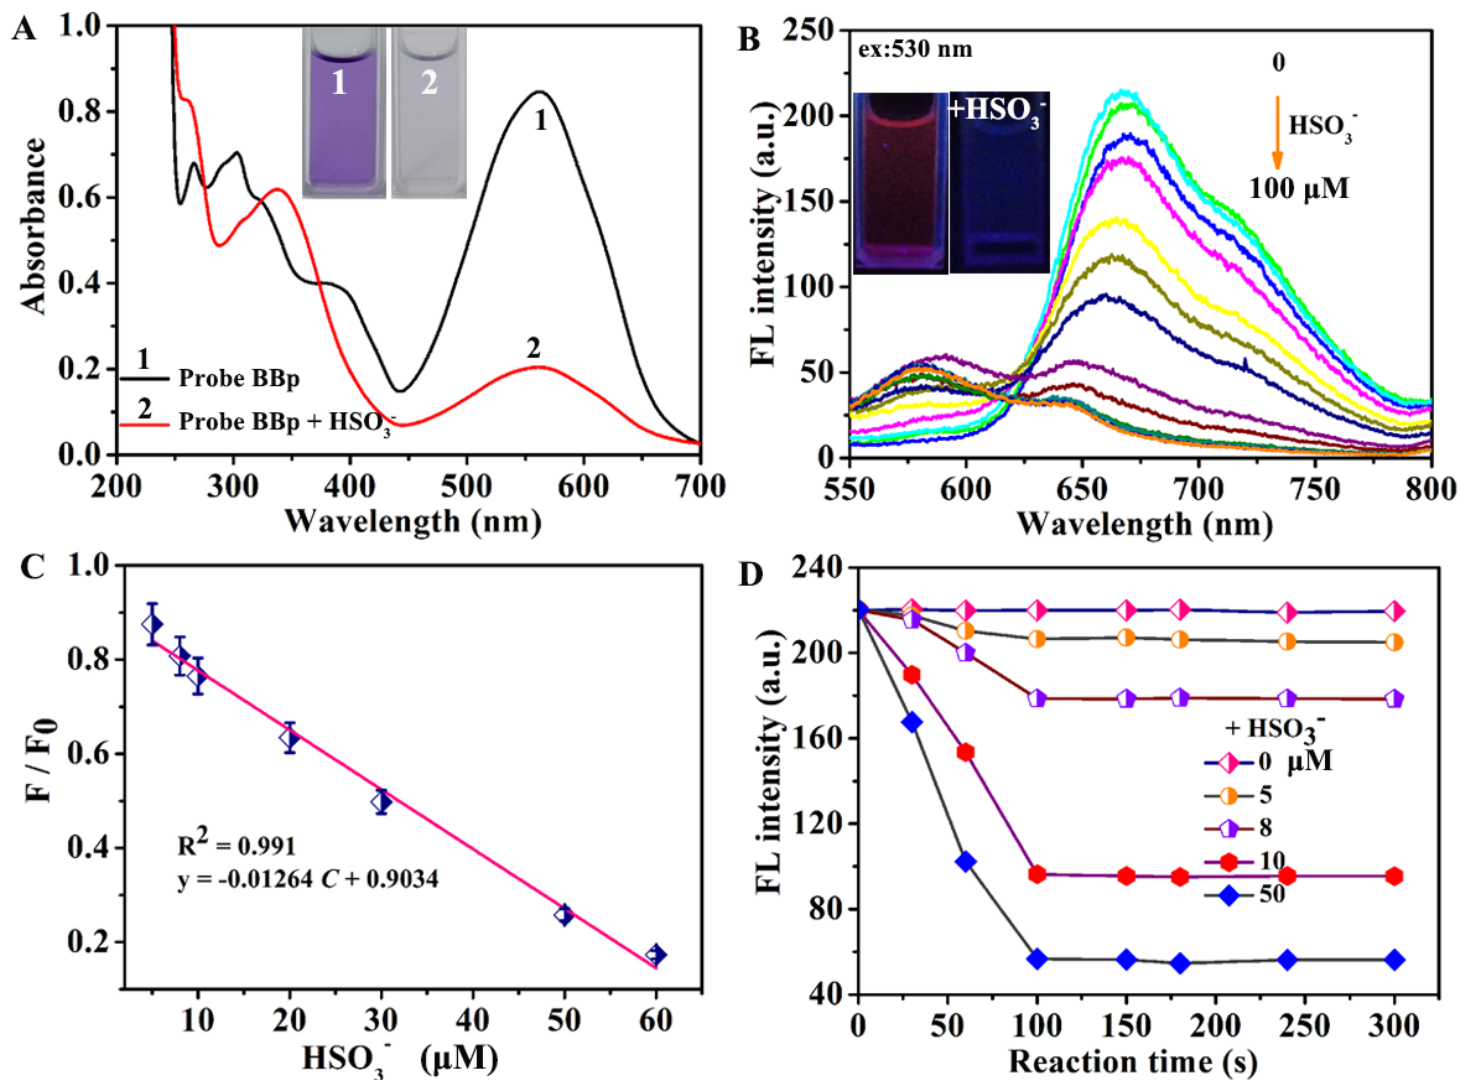 A
1.0
0.8
0.6
0.4
0.2
0.0
Absorbance
1
2
1
2
1 Probe BBp
2 Probe BBp + HSO₃⁻
200 300 400 500 600 700
Wavelength (nm)
B
ex:530 nm
+HSO₃⁻
0
HSO₃⁻
100 μM
250
200
150
100
50
0
FL intensity (a.u.)
550 600 650 700 750 800
Wavelength (nm)
C
1.0
0.8
0.6
0.4
0.2
F / F0
R² = 0.991
y = -0.01264 C + 0.9034
10 20 30 40 50 60
HSO₃⁻ (μM)
D
240
200
160
120
80
40
FL intensity (a.u.)
+ HSO₃⁻
0 μM
5
8
10
50
0 50 100 150 200 250 300
Reaction time (s)